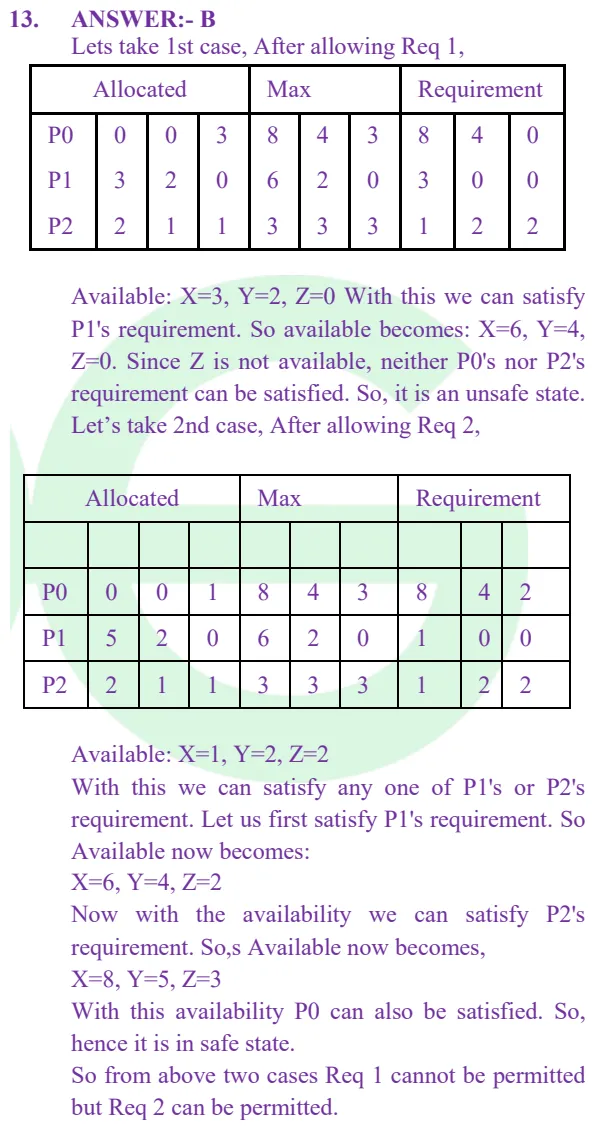 13. ANSWER:- B
Lets take 1st case, After allowing Req 1,
Allocated Max Requirement
P0 0 0 3 8 4 3 8 4 0
P1 3 2 0 6 2 0 3 0 0
P2 2 1 1 3 3 3 1 2 2
Available: X=3, Y=2, Z=0 With this we can satisfy
P1's requirement. So available becomes: X=6, Y=4,
Z=0. Since Z is not available, neither P0's nor P2's
requirement can be satisfied. So, it is an unsafe state.
Let’s take 2nd case, After allowing Req 2,
Allocated Max Requirement
P0 0 0 1 8 4 3 8 4 2
P1 5 2 0 6 2 0 1 0 0
P2 2 1 1 3 3 3 1 2 2
Available: X=1, Y=2, Z=2
With this we can satisfy any one of P1's or P2's
requirement. Let us first satisfy P1's requirement. So
Available now becomes:
X=6, Y=4, Z=2
Now with the availability we can satisfy P2's
requirement. So,s Available now becomes,
X=8, Y=5, Z=3
With this availability P0 can also be satisfied. So,
hence it is in safe state.
So from above two cases Req 1 cannot be permitted
but Req 2 can be permitted.